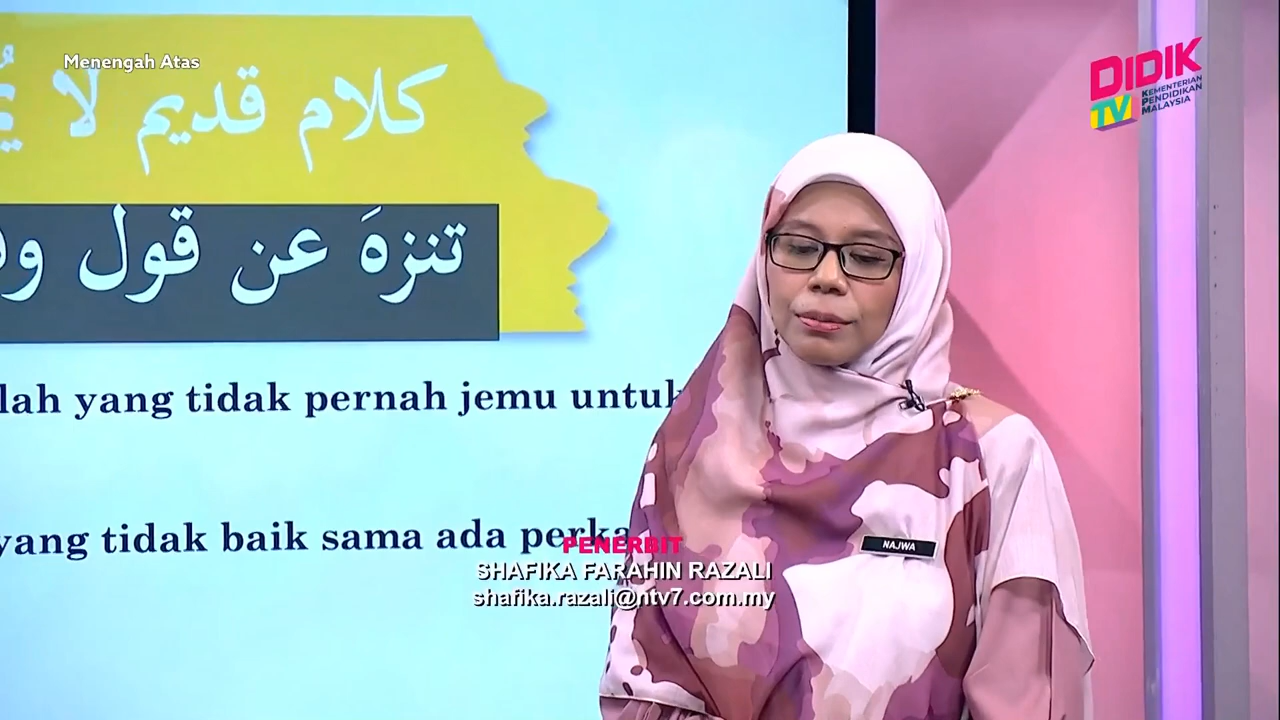 Menengah Atas
DIDIK
TV
KEMENTERIAN
PENDIDIKAN
MALAYSIA
كلام قديم لا
تنزهَ عن قول
lah yang tidak pernah jemu untuk
yang tidak baik sama ada perka
NAJWA
PENERBIT
SHAFIKA FARAHIN RAZALI
shafika.razali@ntv7.com.my